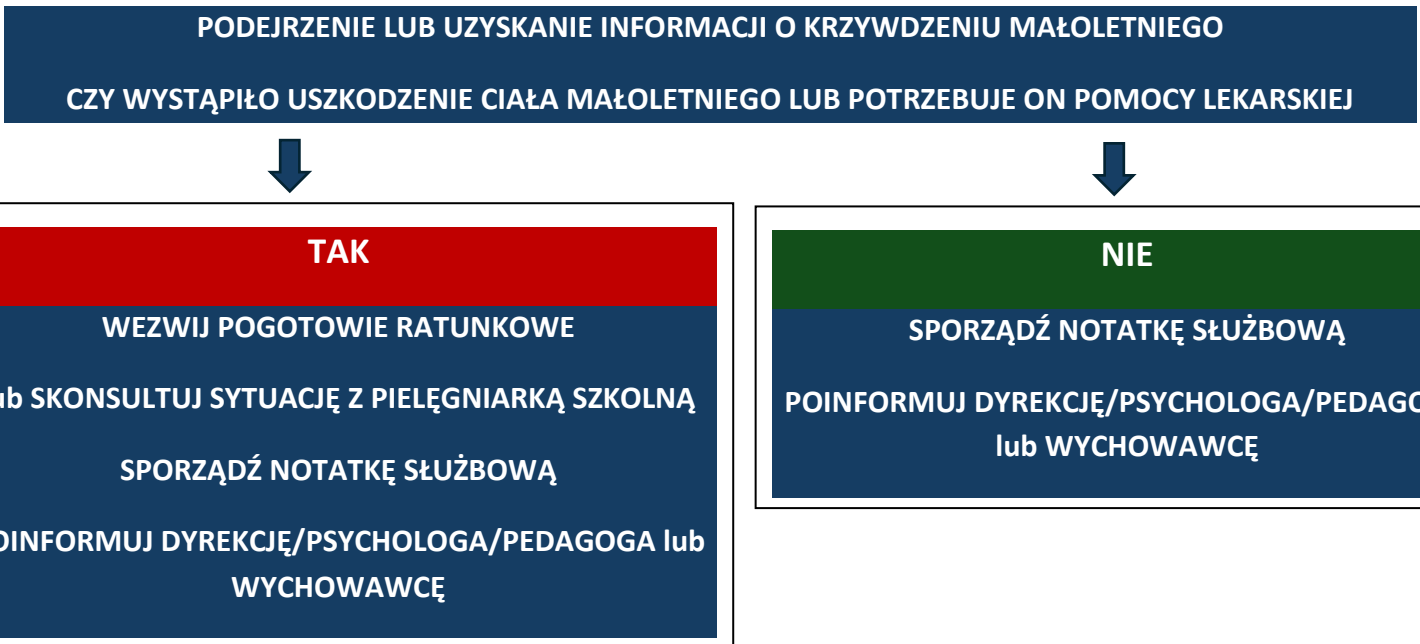 PODEJRZENIE LUB UZYSKANIE INFORMACJI O KRZYWDZENIU MAŁOLETNIEGO
CZY WYSTĄPIŁO USZKODZENIE CIAŁA MAŁOLETNIEGO LUB POTRZEBUJE ON POMOCY LEKARSKIEJ
TAK
WEZWIJ POGOTOWIE RATUNKOWE
SKONSULTUJ SYTUACJĘ Z PIELĘGNIARKĄ SZKOLNĄ
SPORZĄDŹ NOTATKĘ SŁUŻBOWĄ
DYREKCJĘ/PSYCHOLOGA/PEDAGOGA lub
WYCHOWAWCĘ
NIE
SPORZĄDŹ NOTATKĘ SŁUŻBOWĄ
POINFORMUJ DYREKCJĘ/PSYCHOLOGA/
lub WYCHOWAWCĘ